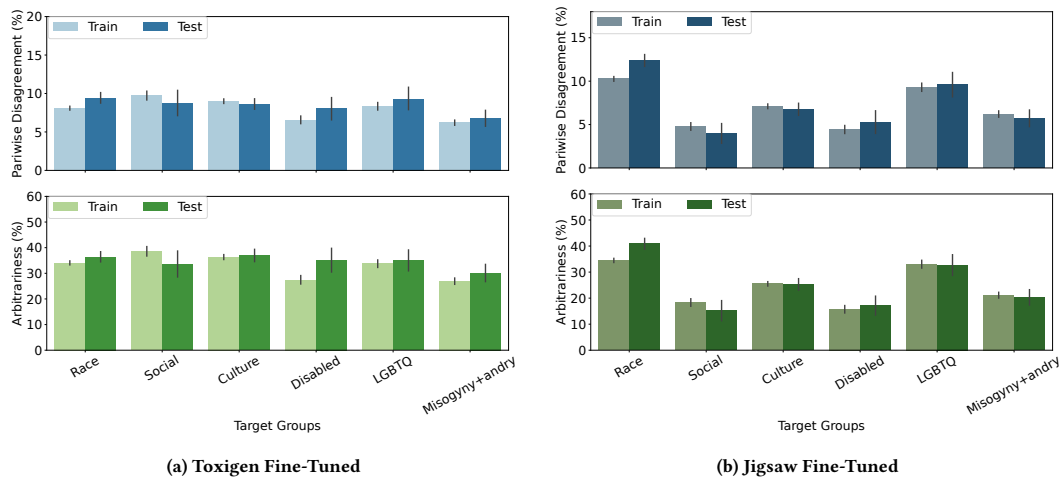 Pariwise Disagreement (%)
20
15
10
5
0
Train Test
Arbitrariness (%)
60
50
40
30
20
10
0
Train Test
Race Social Culture Disabled LGBTQ Misogyny+andry
Target Groups
(a) Toxigen Fine-Tuned
Pariwise Disagreement (%)
15
10
5
0
Train Test
Arbitrariness (%)
60
50
40
30
20
10
0
Train Test
Race Social Culture Disabled LGBTQ Misogyny+andry
Target Groups
(b) Jigsaw Fine-Tuned